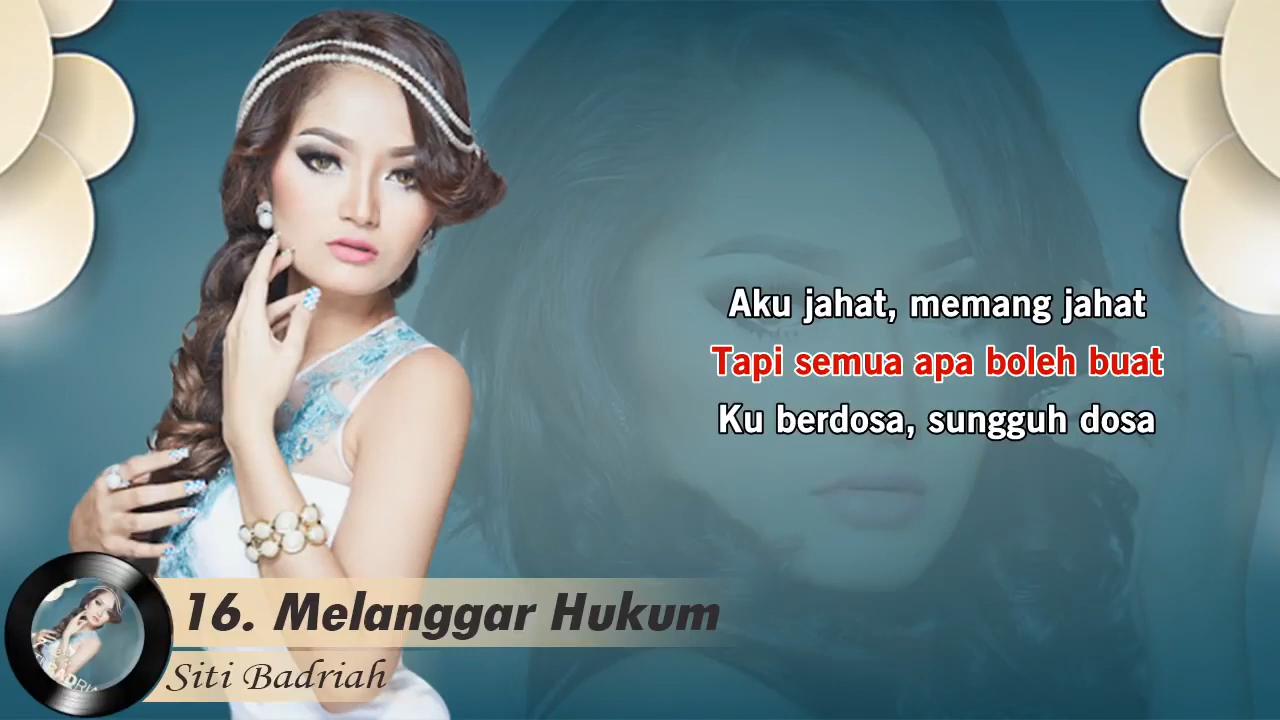 Aku jahat, memang jahat
Tapi semua apa boleh buat
Ku berdosa, sungguh dosa
16. Melanggar Hukum
Siti Badriah